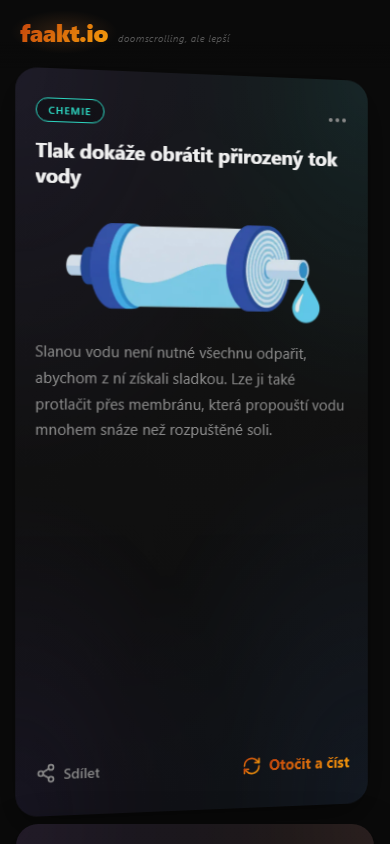 faakt.io doomscrolling, ale lepší
CHEMIE
Tlak dokáže obrátit přirozený tok
vody
Slanou vodu není nutné všechnu odpařit,
abychom z ní získali sladkou. Lze ji také
protlačit přes membránu, která propouští vodu
mnohem snáze než rozpuštěné soli.
Sdílet
Otočit a číst